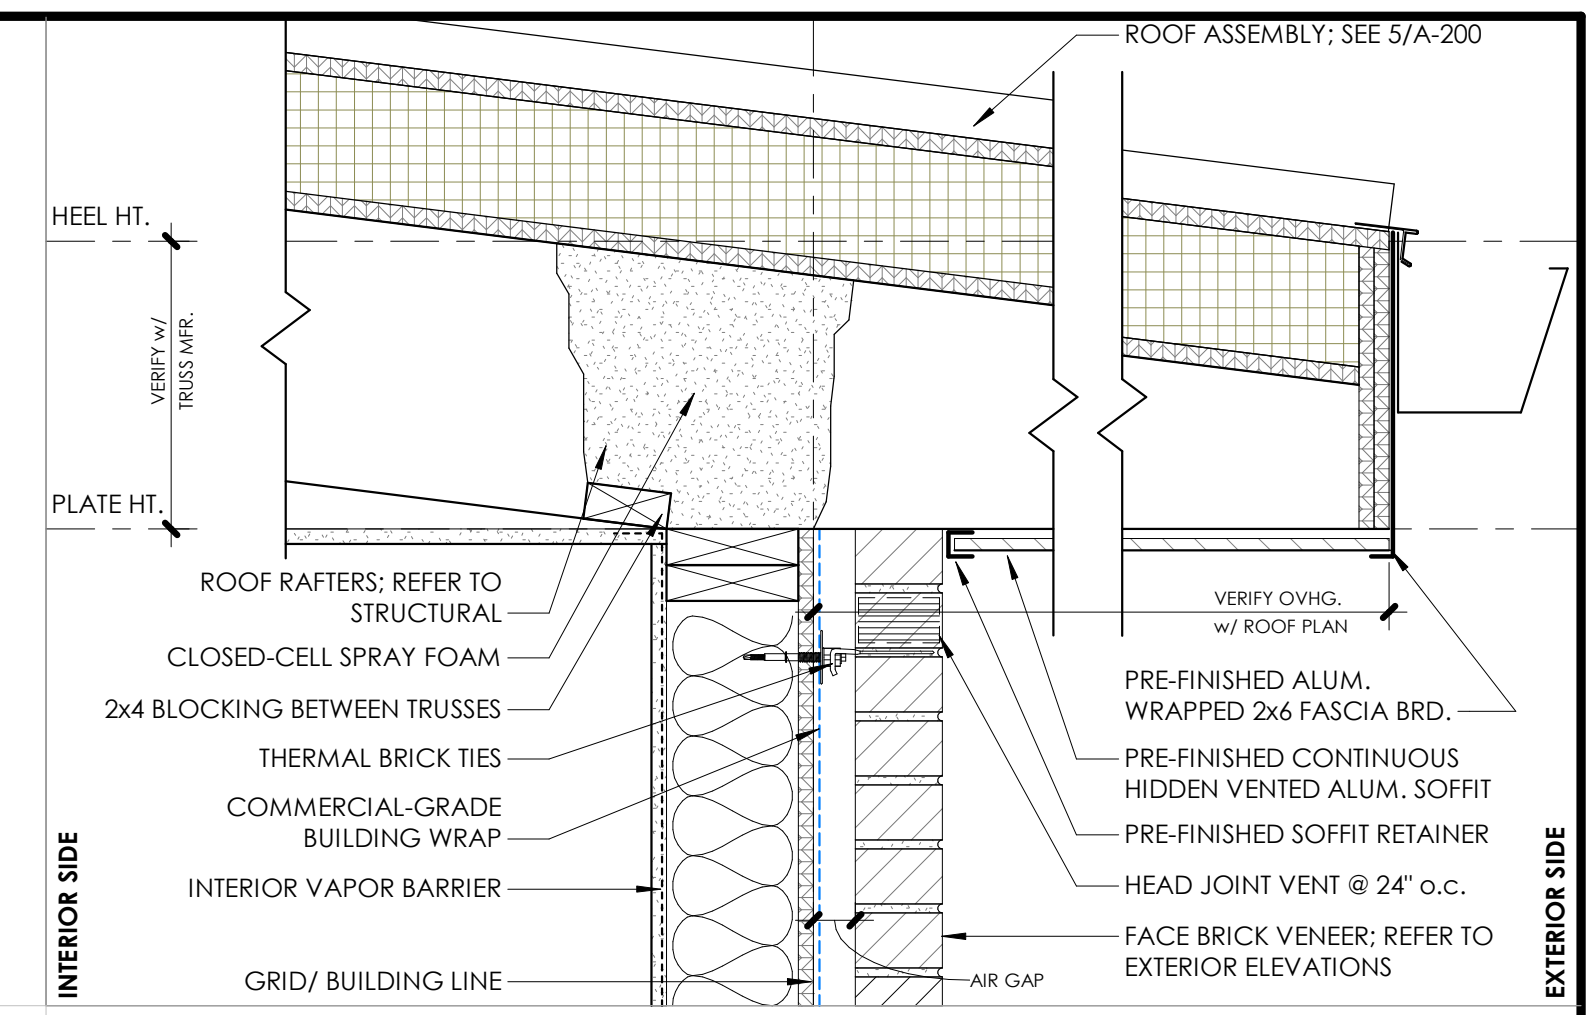 ROOF ASSEMBLY; SEE 5/A-200
HEEL HT.
VERIFY w/
TRUSS MFR.
PLATE HT.
ROOF RAFTERS; REFER TO
STRUCTURAL
CLOSED-CELL SPRAY FOAM
2x4 BLOCKING BETWEEN TRUSSES
THERMAL BRICK TIES
COMMERCIAL-GRADE
BUILDING WRAP
INTERIOR VAPOR BARRIER
GRID/ BUILDING LINE
INTERIOR SIDE
VERIFY OVHG.
w/ ROOF PLAN
PRE-FINISHED ALUM.
WRAPPED 2x6 FASCIA BRD.
PRE-FINISHED CONTINUOUS
HIDDEN VENTED ALUM. SOFFIT
PRE-FINISHED SOFFIT RETAINER
HEAD JOINT VENT @ 24" o.c.
FACE BRICK VENEER; REFER TO
EXTERIOR ELEVATIONS
AIR GAP
EXTERIOR SIDE